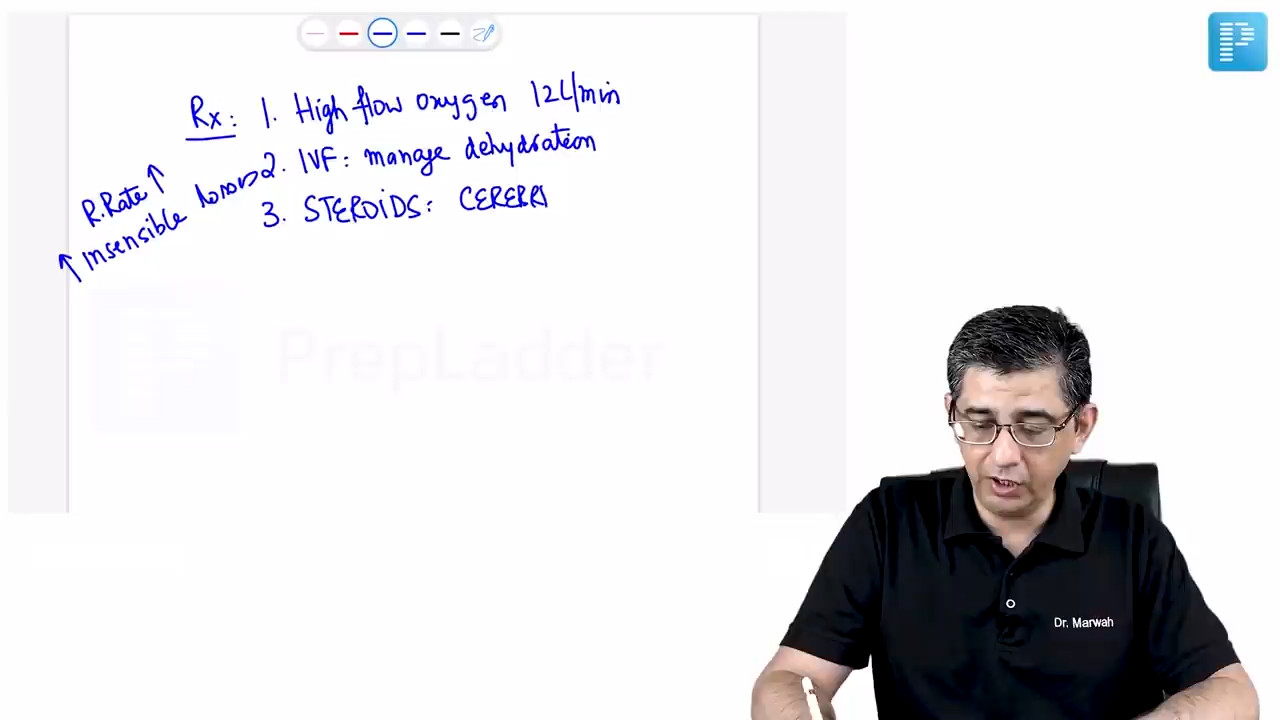 Rx: 1. High flow oxygen 12L/min
2. IVF: manage dehydration
R.Rate ↑
↑ Insensible losses
3. STEROIDS: CEREBRA
PrepLadder
Dr. Marwah